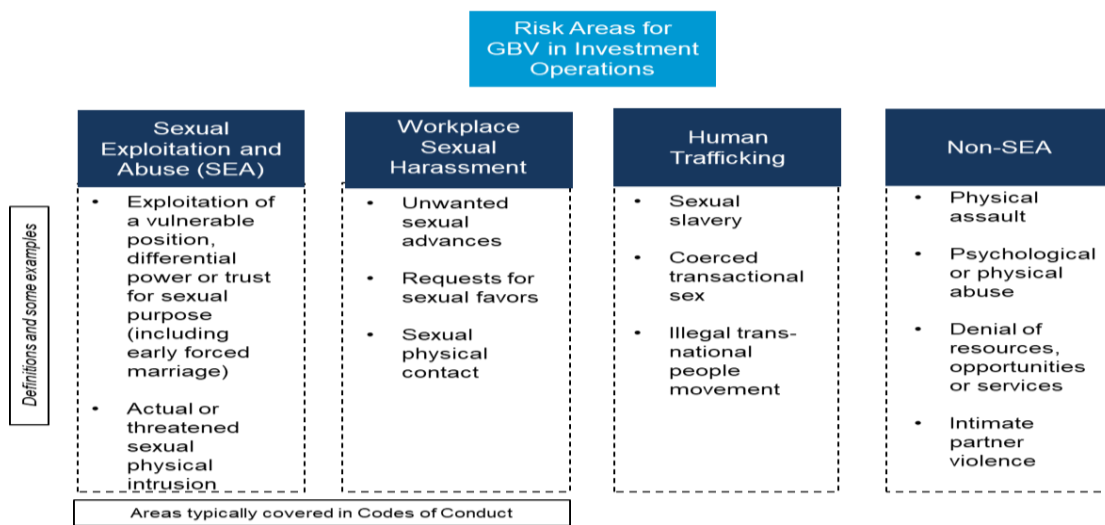 Risk Areas for
GBV in Investment
Operations
Sexual
Exploitation and
Abuse (SEA)
Workplace
Sexual
Harassment
Human
Trafficking
Non-SEA
Definitions and some examples
• Exploitation of
a vulnerable
position,
differential
power or trust
for sexual
purpose
(including
early forced
marriage)
• Actual or
threatened
sexual
physical
intrusion
• Unwanted
sexual
advances
• Requests for
sexual favors
• Sexual
physical
contact
• Sexual
slavery
• Coerced
transactional
sex
• Illegal trans-
national
people
movement
• Physical
assault
• Psychological
or physical
abuse
• Denial of
resources,
opportunities
or services
• Intimate
partner
violence
Areas typically covered in Codes of Conduct